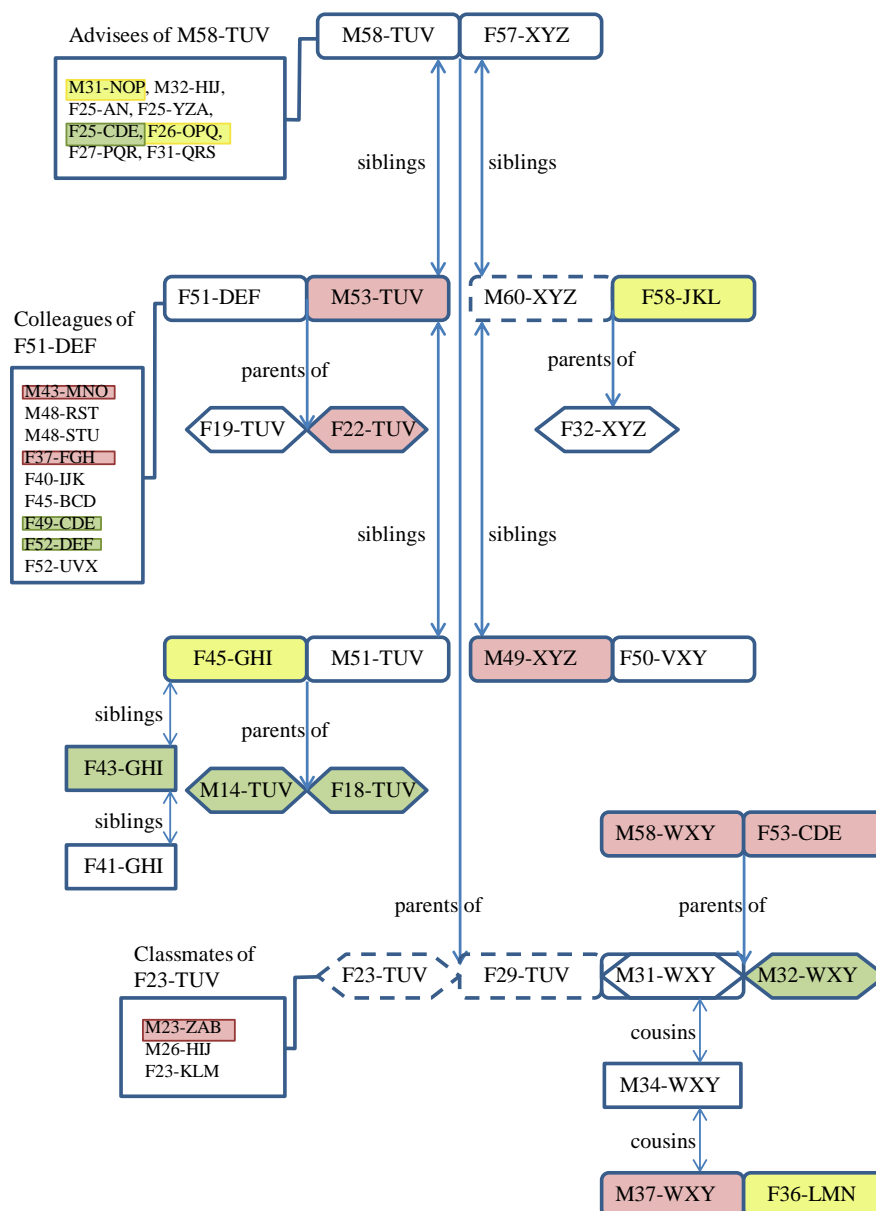 Advisees of M58-TUV
M58-TUV
F57-XYZ
M31-NOP, M32-HIJ,
F25-AN, F25-YZA,
F25-CDE, F26-OPQ,
F27-PQR, F31-QRS
siblings
siblings
F51-DEF
M53-TUV
M60-XYZ
F58-JKL
Colleagues of
F51-DEF
M43-MNO
M48-RST
M48-STU
F37-FGH
F40-IJK
F45-BCD
F49-CDE
F52-DEF
F52-UVX
parents of
parents of
F19-TUV
F22-TUV
F32-XYZ
siblings
siblings
F45-GHI
M51-TUV
M49-XYZ
F50-VXY
siblings
parents of
F43-GHI
M14-TUV
F18-TUV
siblings
F41-GHI
M58-WXY
F53-CDE
parents of
parents of
Classmates of
F23-TUV
M23-ZAB
M26-HIJ
F23-KLM
F23-TUV
F29-TUV
M31-WXY
M32-WXY
cousins
M34-WXY
cousins
M37-WXY
F36-LMN